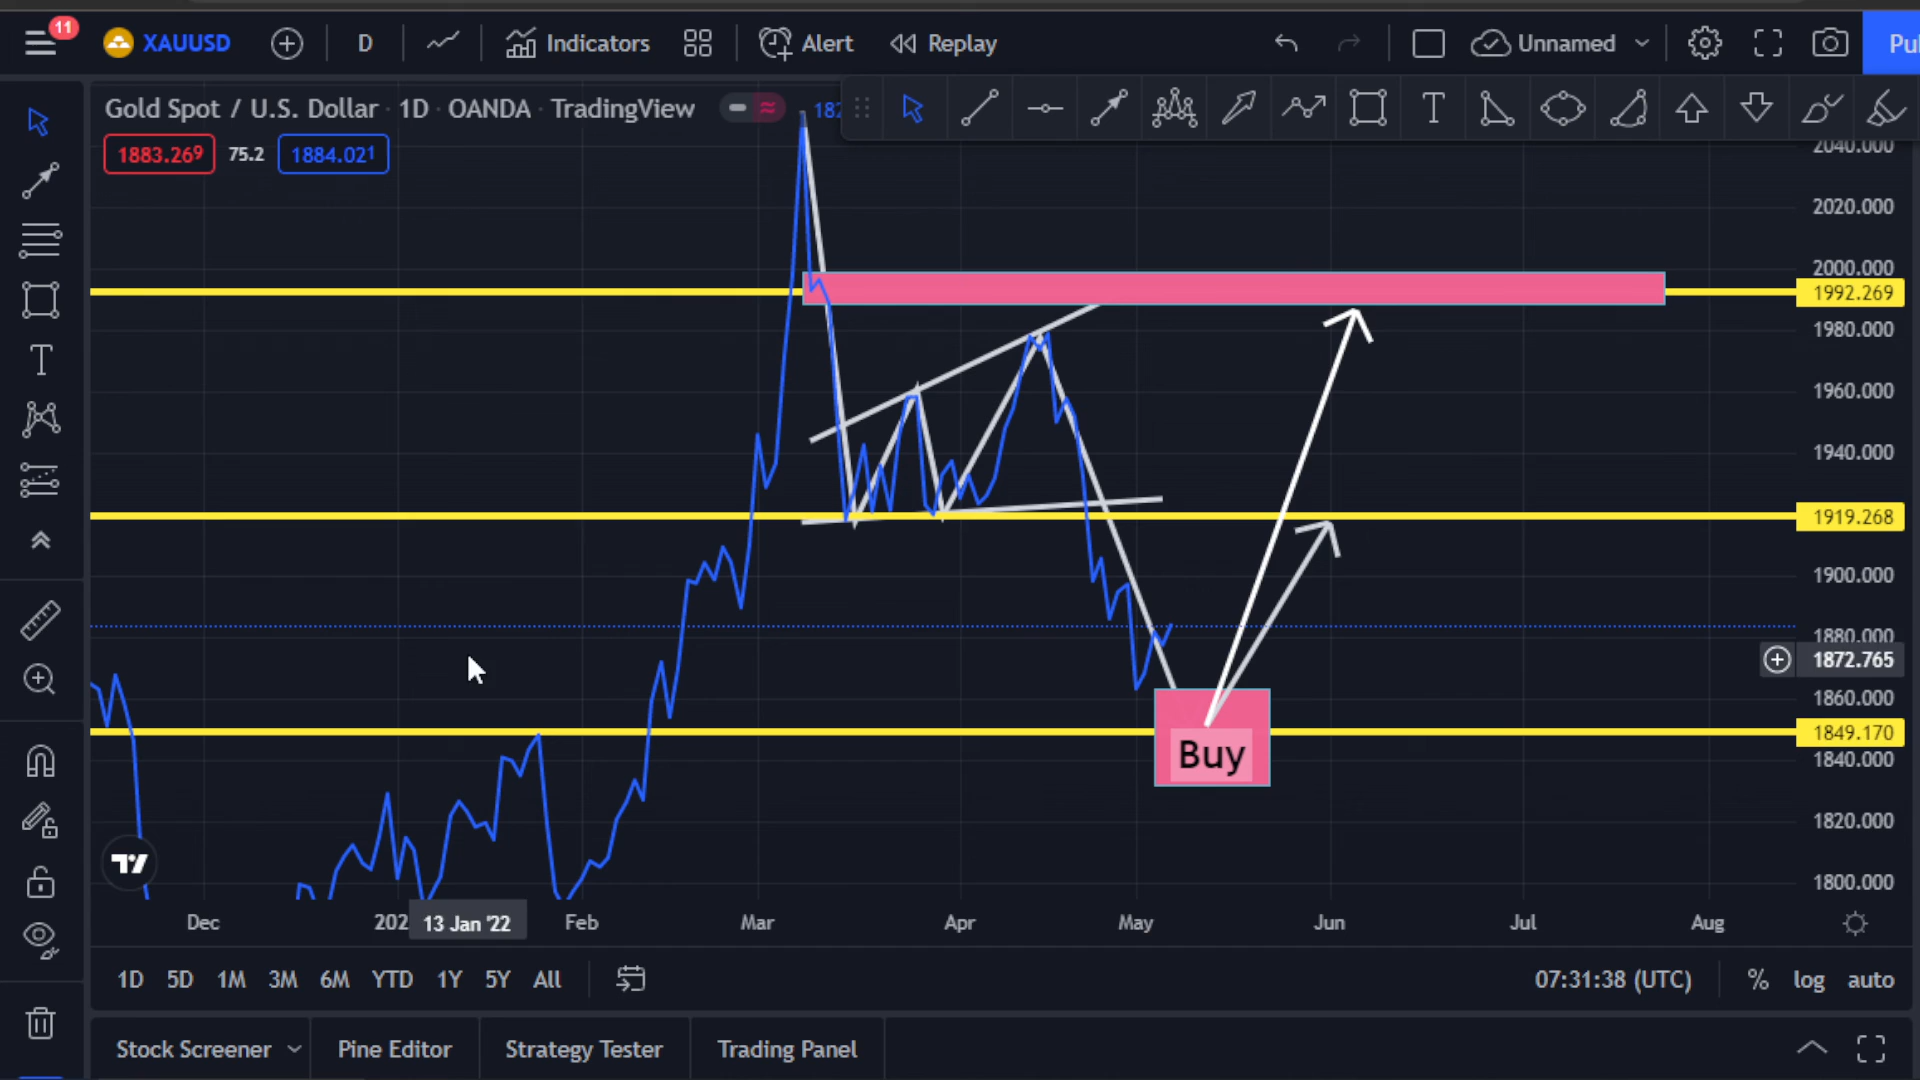 11
XAUUSD
D
Indicators
Alert
Replay
Unnamed
Gold Spot / U.S. Dollar · 1D · OANDA · TradingView
1883.269
75.2
1884.021
2040.000
2020.000
2000.000
1992.269
1980.000
1960.000
1940.000
1919.268
1900.000
1880.000
1872.765
1860.000
1849.170
1840.000
1820.000
1800.000
Buy
Dec
13 Jan '22
Feb
Mar
Apr
May
Jun
Jul
Aug
1D 5D 1M 3M 6M YTD 1Y 5Y All
07:31:38 (UTC)
% log auto
Stock Screener
Pine Editor
Strategy Tester
Trading Panel